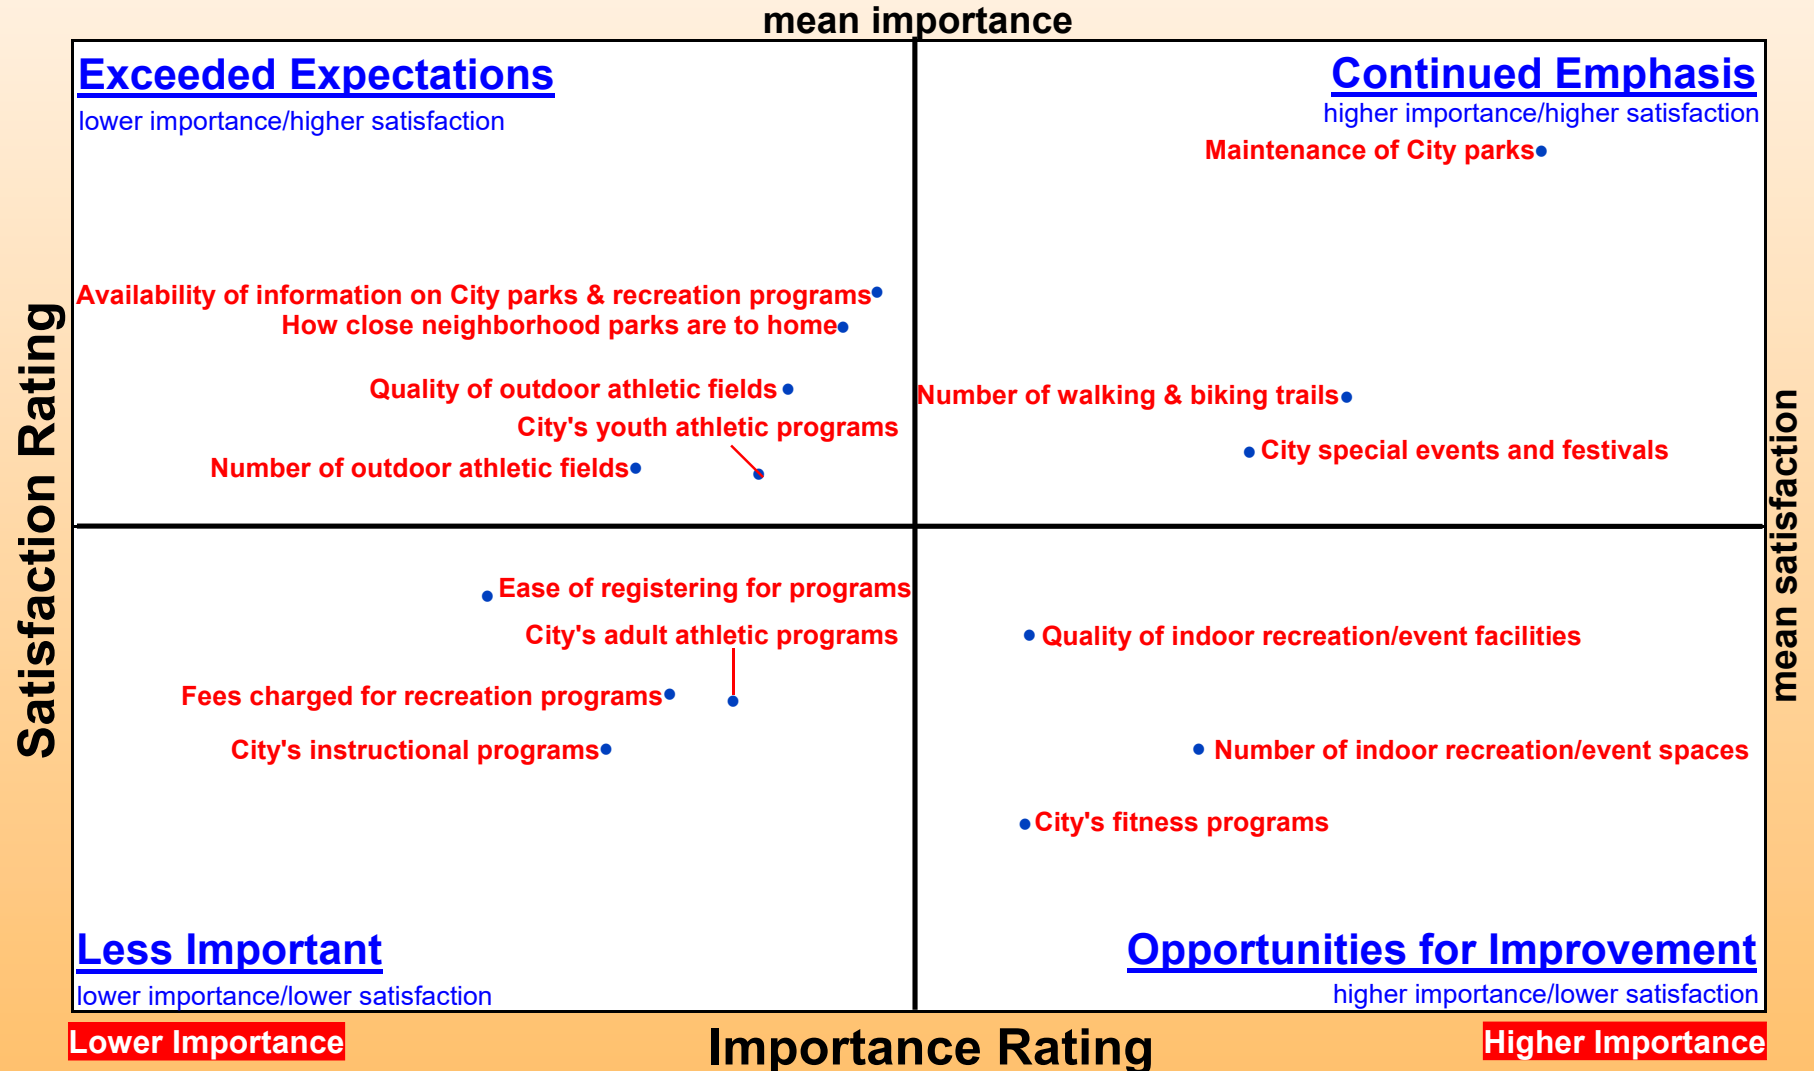 mean importance
Exceeded Expectations
lower importance/higher satisfaction
Continued Emphasis
higher importance/higher satisfaction
Maintenance of City parks
Availability of information on City parks & recreation programs
How close neighborhood parks are to home
Quality of outdoor athletic fields
Number of walking & biking trails
City's youth athletic programs
City special events and festivals
Number of outdoor athletic fields
Satisfaction Rating
mean satisfaction
Ease of registering for programs
City's adult athletic programs
Quality of indoor recreation/event facilities
Fees charged for recreation programs
City's instructional programs
Number of indoor recreation/event spaces
City's fitness programs
Less Important
lower importance/lower satisfaction
Opportunities for Improvement
higher importance/lower satisfaction
Lower Importance
Importance Rating
Higher Importance